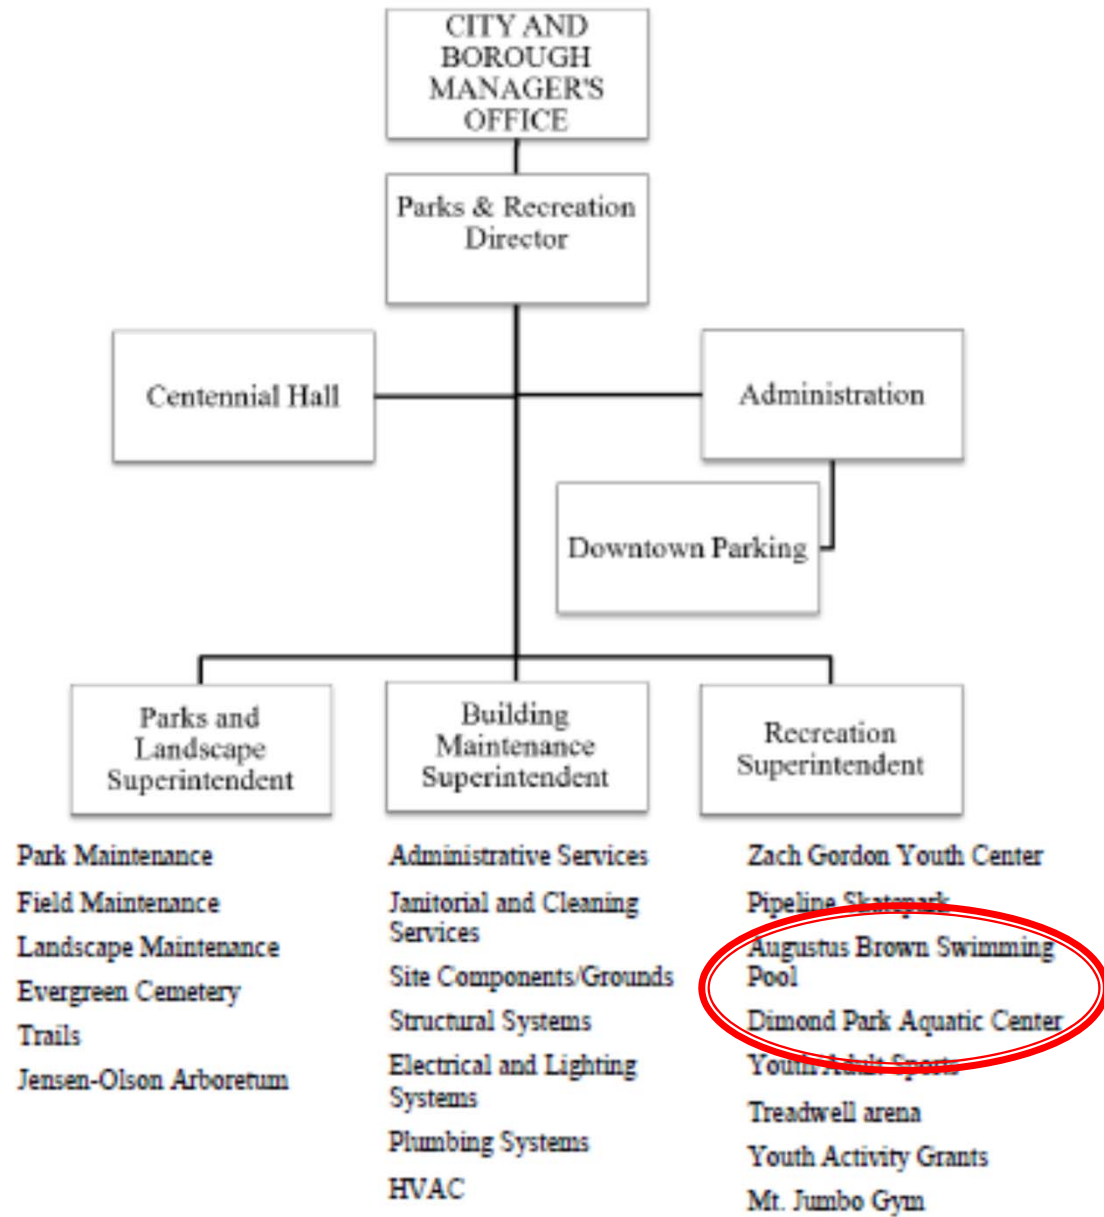 CITY AND
BOROUGH
MANAGER'S
OFFICE
Parks & Recreation
Director
Centennial Hall
Administration
Downtown Parking
Parks and
Landscape
Superintendent
Building
Maintenance
Superintendent
Recreation
Superintendent
Park Maintenance
Field Maintenance
Landscape Maintenance
Evergreen Cemetery
Trails
Jensen-Olson Arboretum
Administrative Services
Janitorial and Cleaning
Services
Site Components/Grounds
Structural Systems
Electrical and Lighting
Systems
Plumbing Systems
HVAC
Zach Gordon Youth Center
Pipeline Skatepark
Augustus Brown Swimming
Pool
Dimond Park Aquatic Center
Youth Adult Sports
Treadwell arena
Youth Activity Grants
Mt. Jumbo Gym